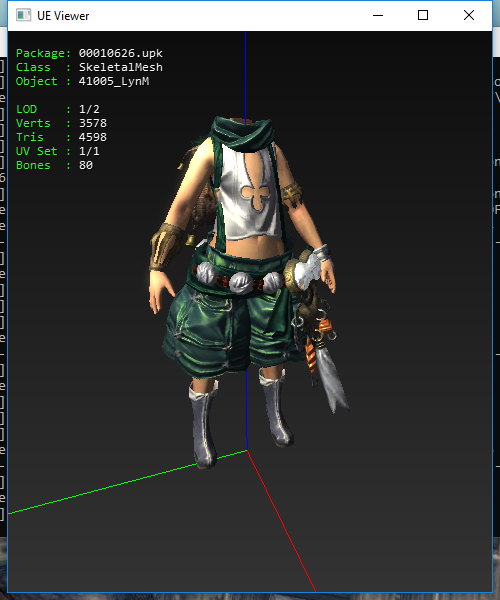 UE Viewer
Package: 00010626.upk
Class : SkeletalMesh
Object : 41005_LynM
LOD : 1/2
Verts : 3578
Tris : 4598
UV Set : 1/1
Bones : 80